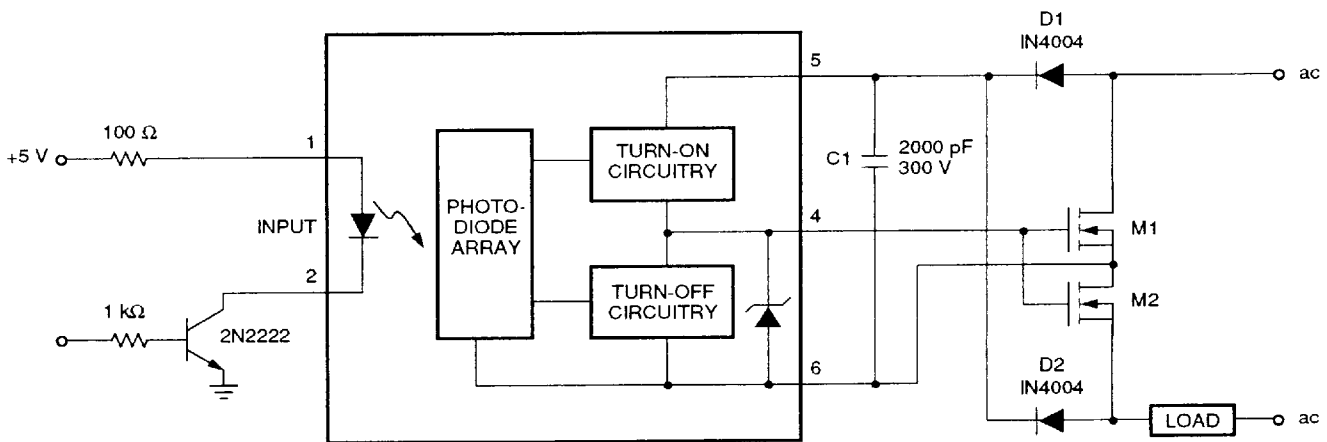 D1
IN4004
5
ac
100 Ω
+5 V
1
TURN-ON
CIRCUITRY
C1
2000 pF
300 V
PHOTO-
DIODE
ARRAY
INPUT
4
M1
2
TURN-OFF
CIRCUITRY
M2
1 kΩ
2N2222
6
D2
IN4004
LOAD
ac